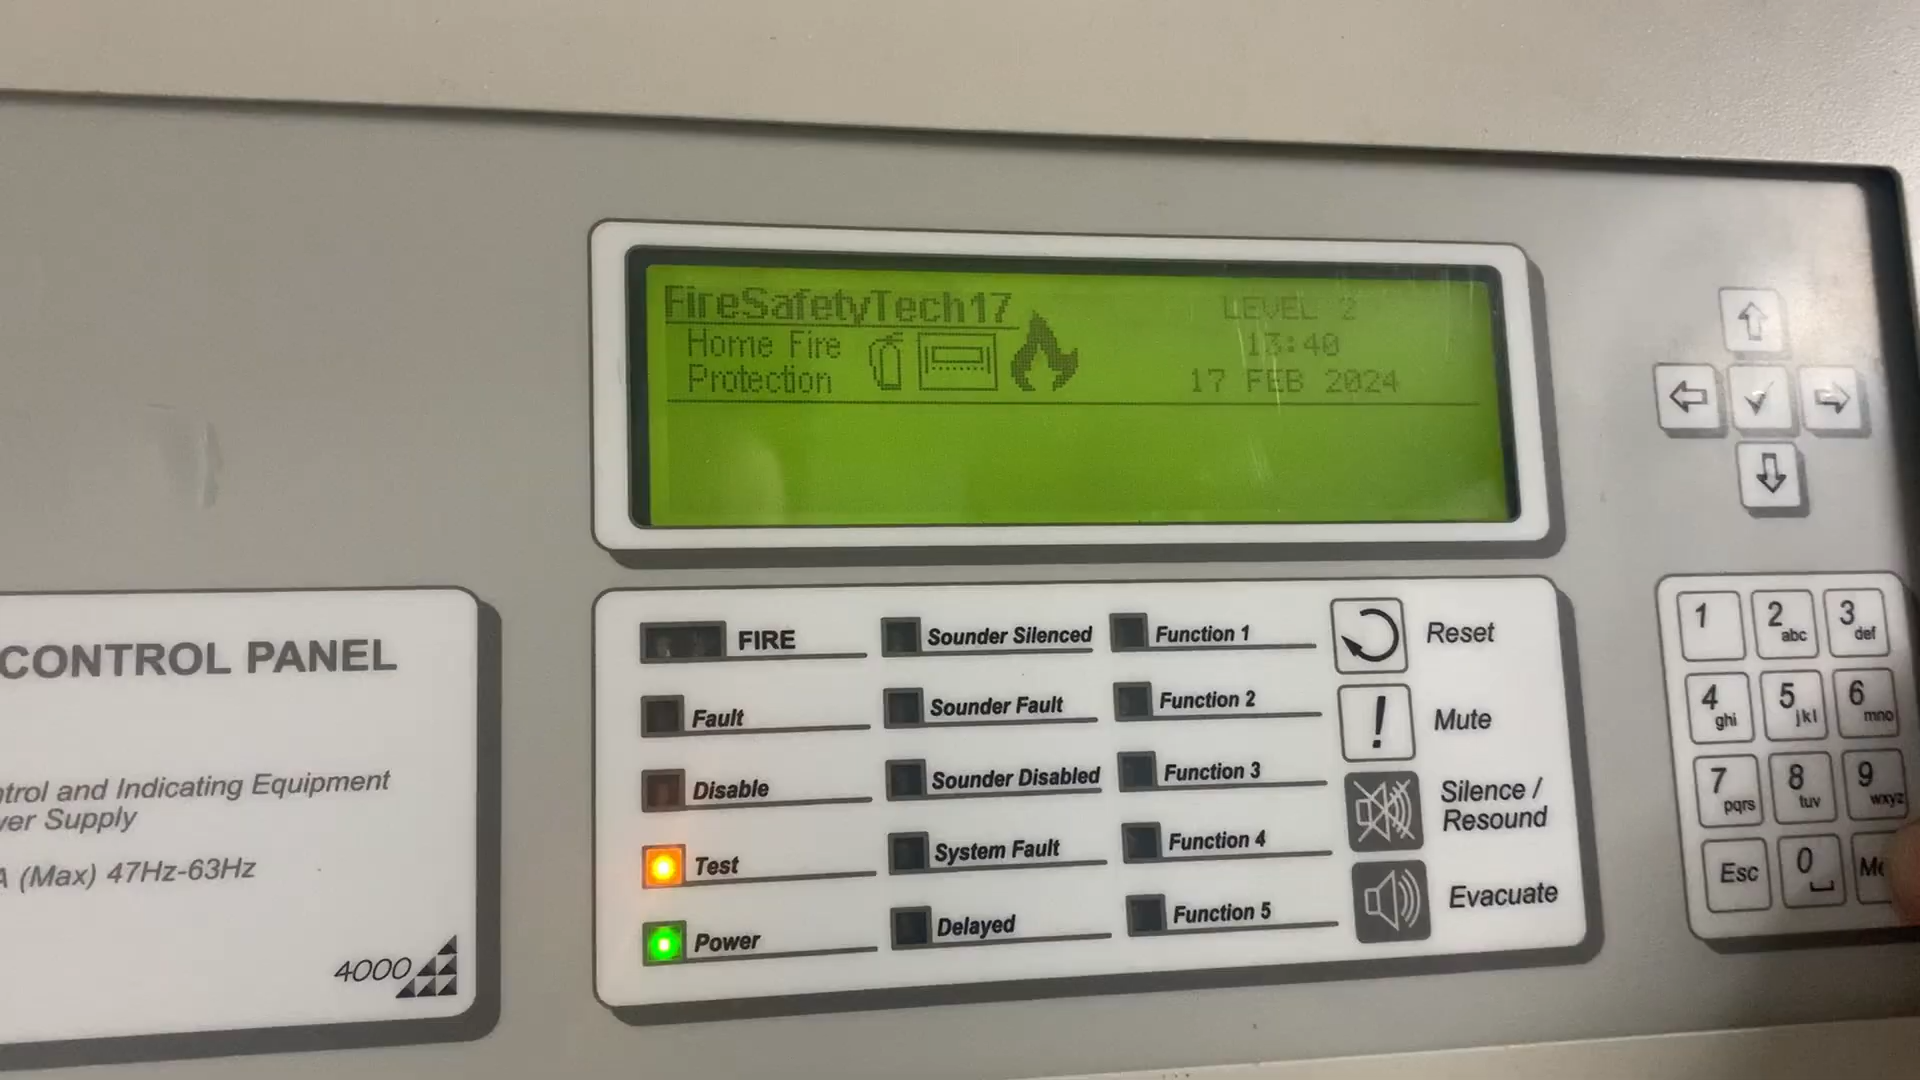 FireSafetyTech17
Home Fire
Protection
LEVEL 2
13:40
17 FEB 2024
CONTROL PANEL
ntrol and Indicating Equipment
wer Supply
A (Max) 47Hz-63Hz
4000
FIRE
Fault
Disable
Test
Power
Sounder Silenced
Sounder Fault
Sounder Disabled
System Fault
Delayed
Function 1
Function 2
Function 3
Function 4
Function 5
! 
Reset
Mute
Silence /
Resound
Evacuate
1
2 abc
3 def
4 ghi
5 jkl
6 mno
7 pqrs
8 tuv
9 wxyz
Esc
0